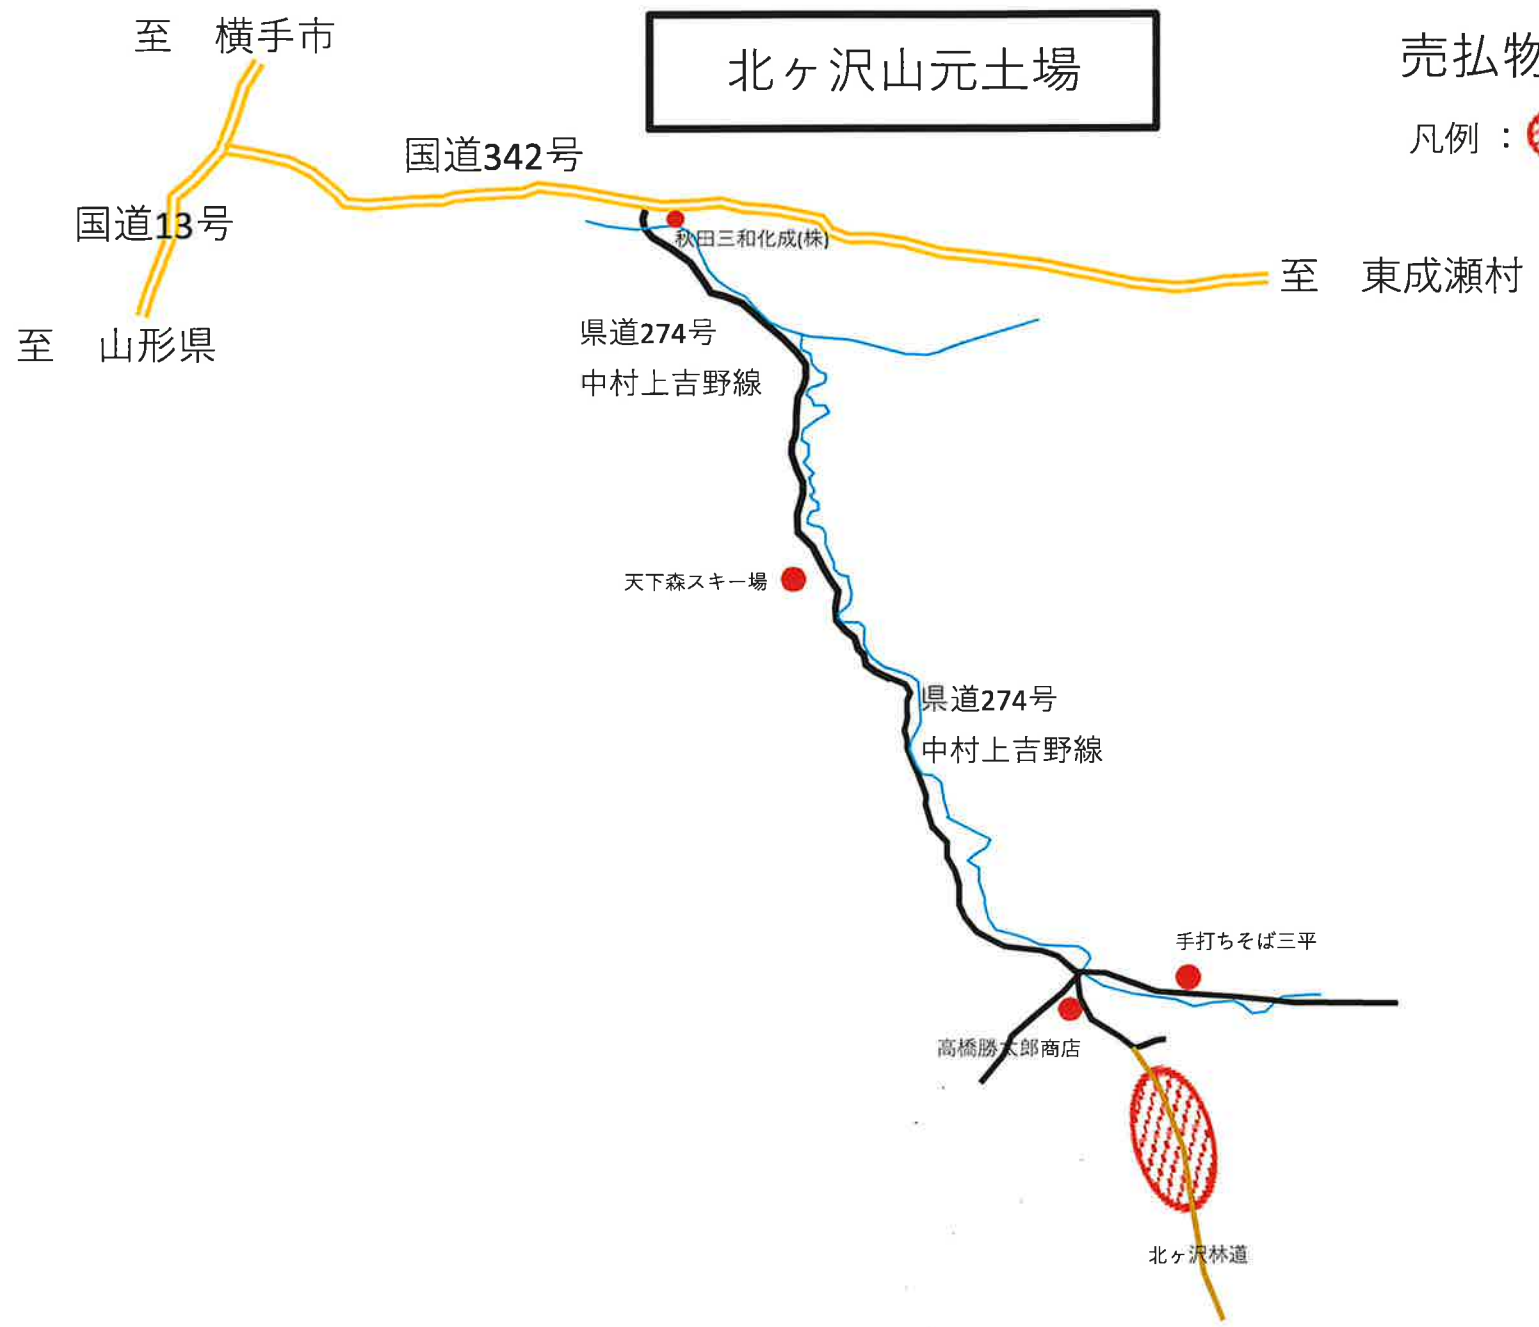 至　横手市
北ヶ沢山元土場
売払物
凡例 ：
国道342号
国道13号
秋田三和化成(株)
至　東成瀬村
至　山形県
県道274号
中村上吉野線
天下森スキー場
県道274号
中村上吉野線
手打ちそば三平
高橋勝太郎商店
北ヶ沢林道